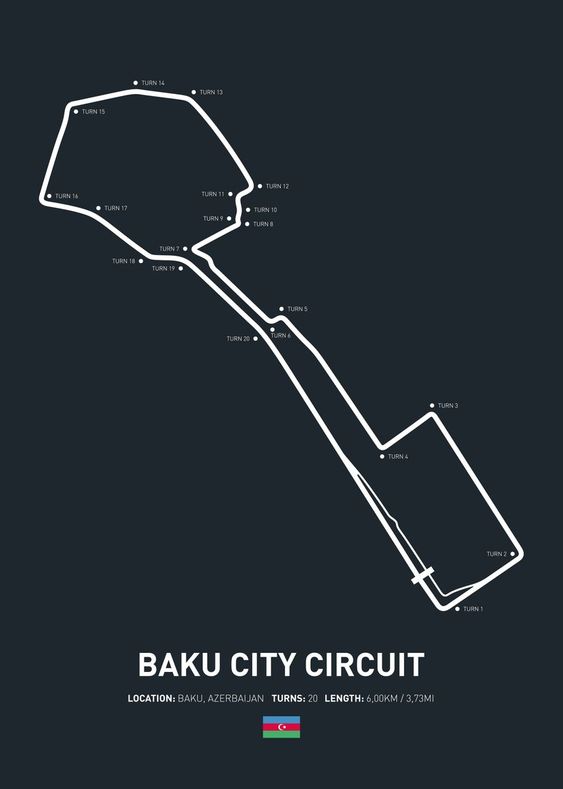 TURN 14
TURN 13
TURN 15
TURN 12
TURN 11
TURN 16
TURN 17
TURN 10
TURN 9
TURN 8
TURN 7
TURN 18
TURN 19
TURN 5
TURN 6
TURN 20
TURN 3
TURN 4
TURN 2
TURN 1
BAKU CITY CIRCUIT
LOCATION: BAKU, AZERBAIJAN TURNS: 20 LENGTH: 6,00KM / 3,73MI